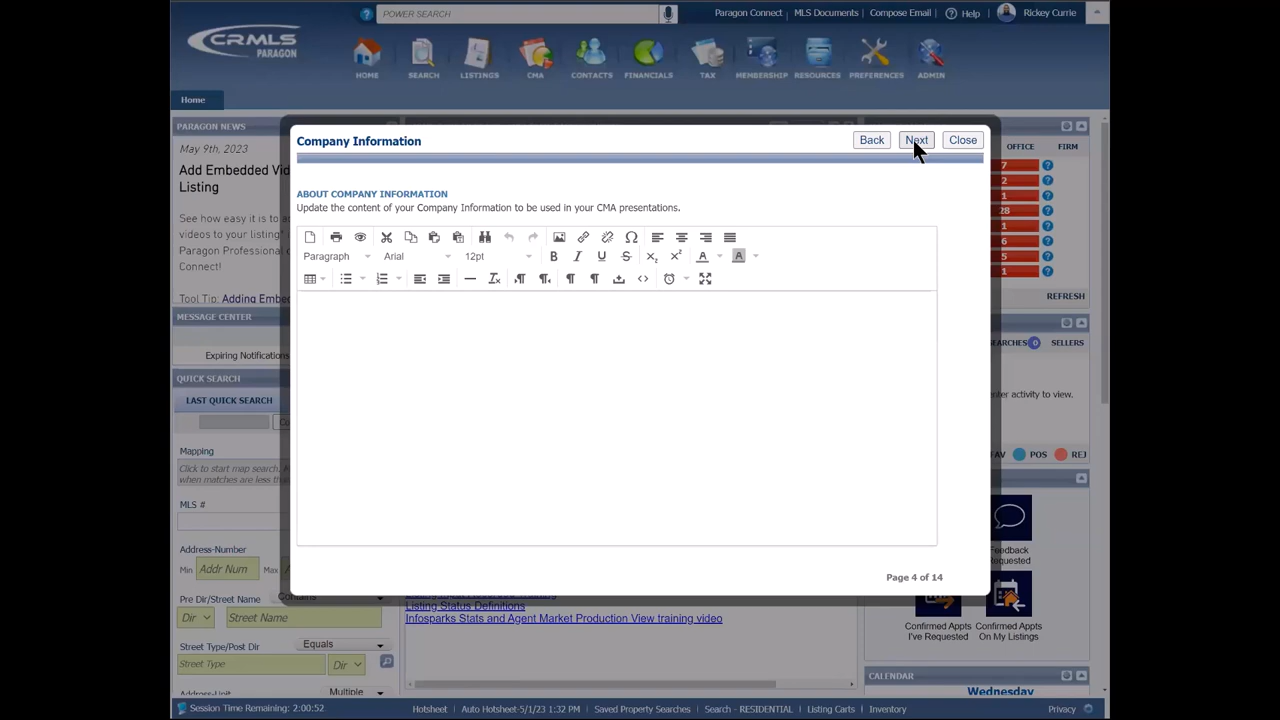 POWER SEARCH
Paragon Connect
MLS Documents
Compose Email
Help
Rickey Currie
CRMLS
PARAGON
HOME
SEARCH
LISTINGS
CMA
CONTACTS
FINANCIALS
TAX
MEMBERSHIP
RESOURCES
PREFERENCES
ADMIN
Home
PARAGON NEWS
May 9th, 2023
Add Embedded Vid
Listing
See how easy it is to a
videos to your listing
Paragon Professional o
Connect!
Tool Tip: Adding Embe
MESSAGE CENTER
Expiring Notifications
QUICK SEARCH
LAST QUICK SEARCH
Mapping
Click to start map search.
when matches are less tha
MLS #
Address-Number
Min Addr Num Max
Pre Dir/Street Name
Contains
Dir
Street Name
Street Type/Post Dir
Equals
Street Type
Dir
Address-Unit
Multiple
Company Information
Back
Next
Close
ABOUT COMPANY INFORMATION
Update the content of your Company Information to be used in your CMA presentations.
Paragraph
Arial
12pt
Page 4 of 14
Listing Status Definitions
Infosparks Stats and Agent Market Production View training video
OFFICE
FIRM
7
2
1
28
1
6
5
1
REFRESH
EARCHES
0
SELLERS
nter activity to view.
FAV
POS
REJ
Feedback
Requested
Confirmed Appts
I've Requested
Confirmed Appts
On My Listings
CALENDAR
Wednesday
Session Time Remaining: 2:00:52
Hotsheet
Auto Hotsheet-5/1/23 1:32 PM
Saved Property Searches
Search - RESIDENTIAL
Listing Carts
Inventory
Privacy